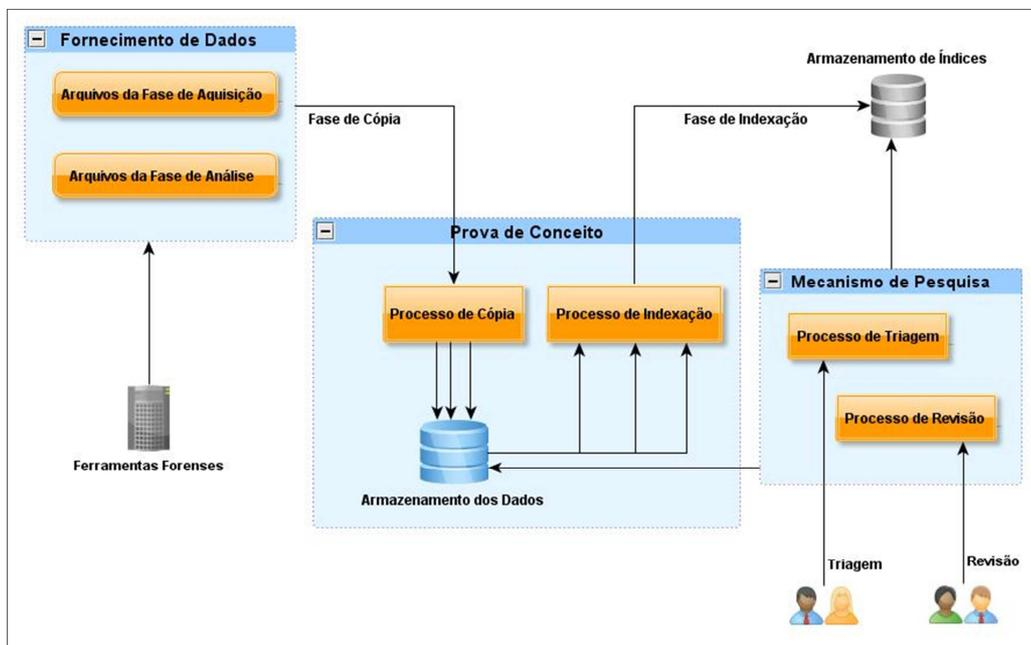 Fornecimento de Dados
Arquivos da Fase de Aquisição
Arquivos da Fase de Análise
Fase de Cópia
Fase de Indexação
Armazenamento de Índices
Prova de Conceito
Processo de Cópia
Processo de Indexação
Armazenamento dos Dados
Mecanismo de Pesquisa
Processo de Triagem
Processo de Revisão
Ferramentas Forenses
Triagem
Revisão